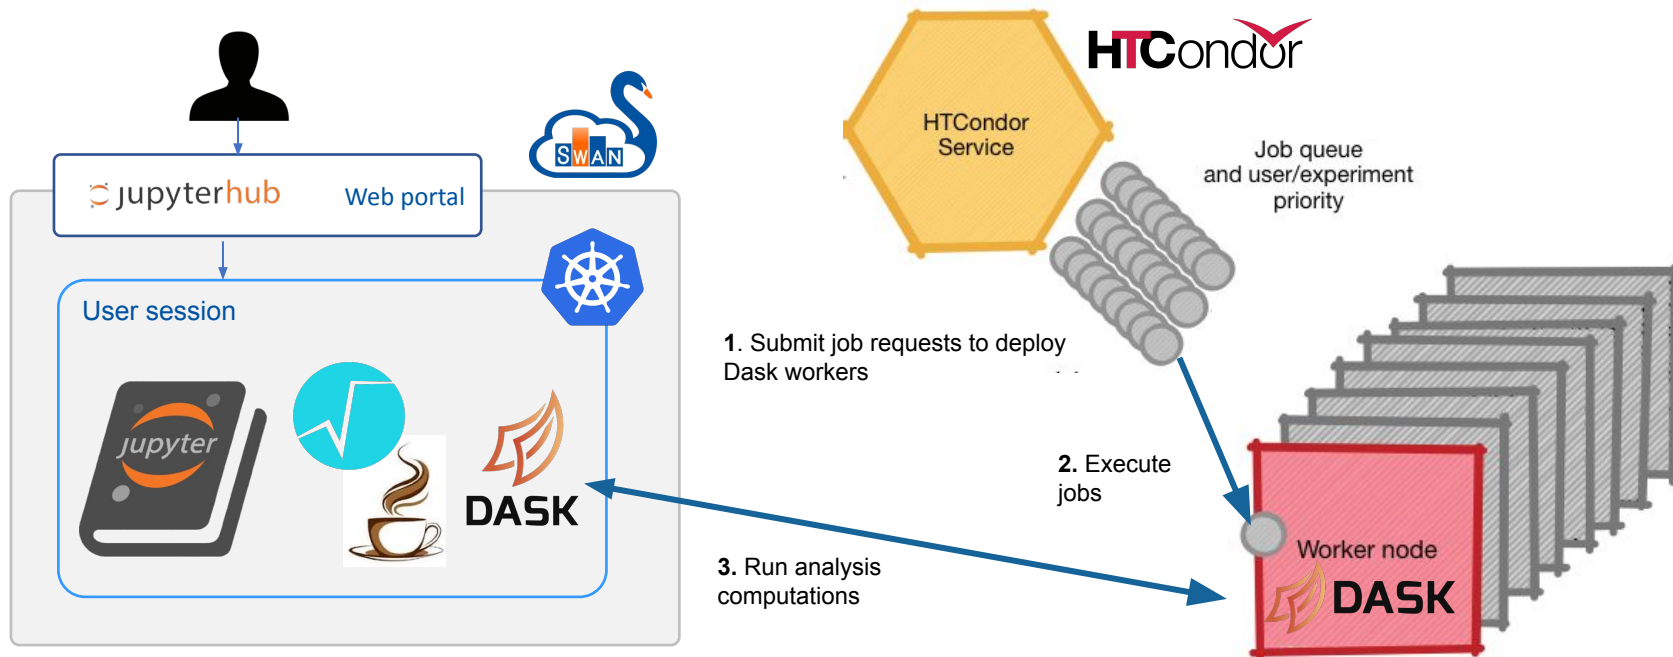 SWAN
jupyterhub
Web portal
User session
jupyter
DASK
HTCondor
HTCondor
Service
Job queue
and user/experiment
priority
1. Submit job requests to deploy
Dask workers
2. Execute
jobs
3. Run analysis
computations
Worker node
DASK